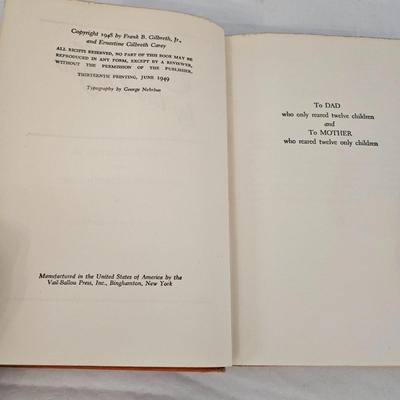 Copyright 1948 by Frank B. Gilbreth, Jr.,
and Ernestine Gilbreth Carey
ALL RIGHTS RESERVED, NO PART OF THIS BOOK MAY BE
REPRODUCED IN ANY FORM, EXCEPT BY A REVIEWER,
WITHOUT THE PERMISSION OF THE PUBLISHER.
THIRTEENTH PRINTING, JUNE 1949
Typography by George Nehrbas
Manufactured in the United States of America by the
Vail-Ballou Press, Inc., Binghamton, New York
To DAD
who only reared twelve children
and
To MOTHER
who reared twelve only children